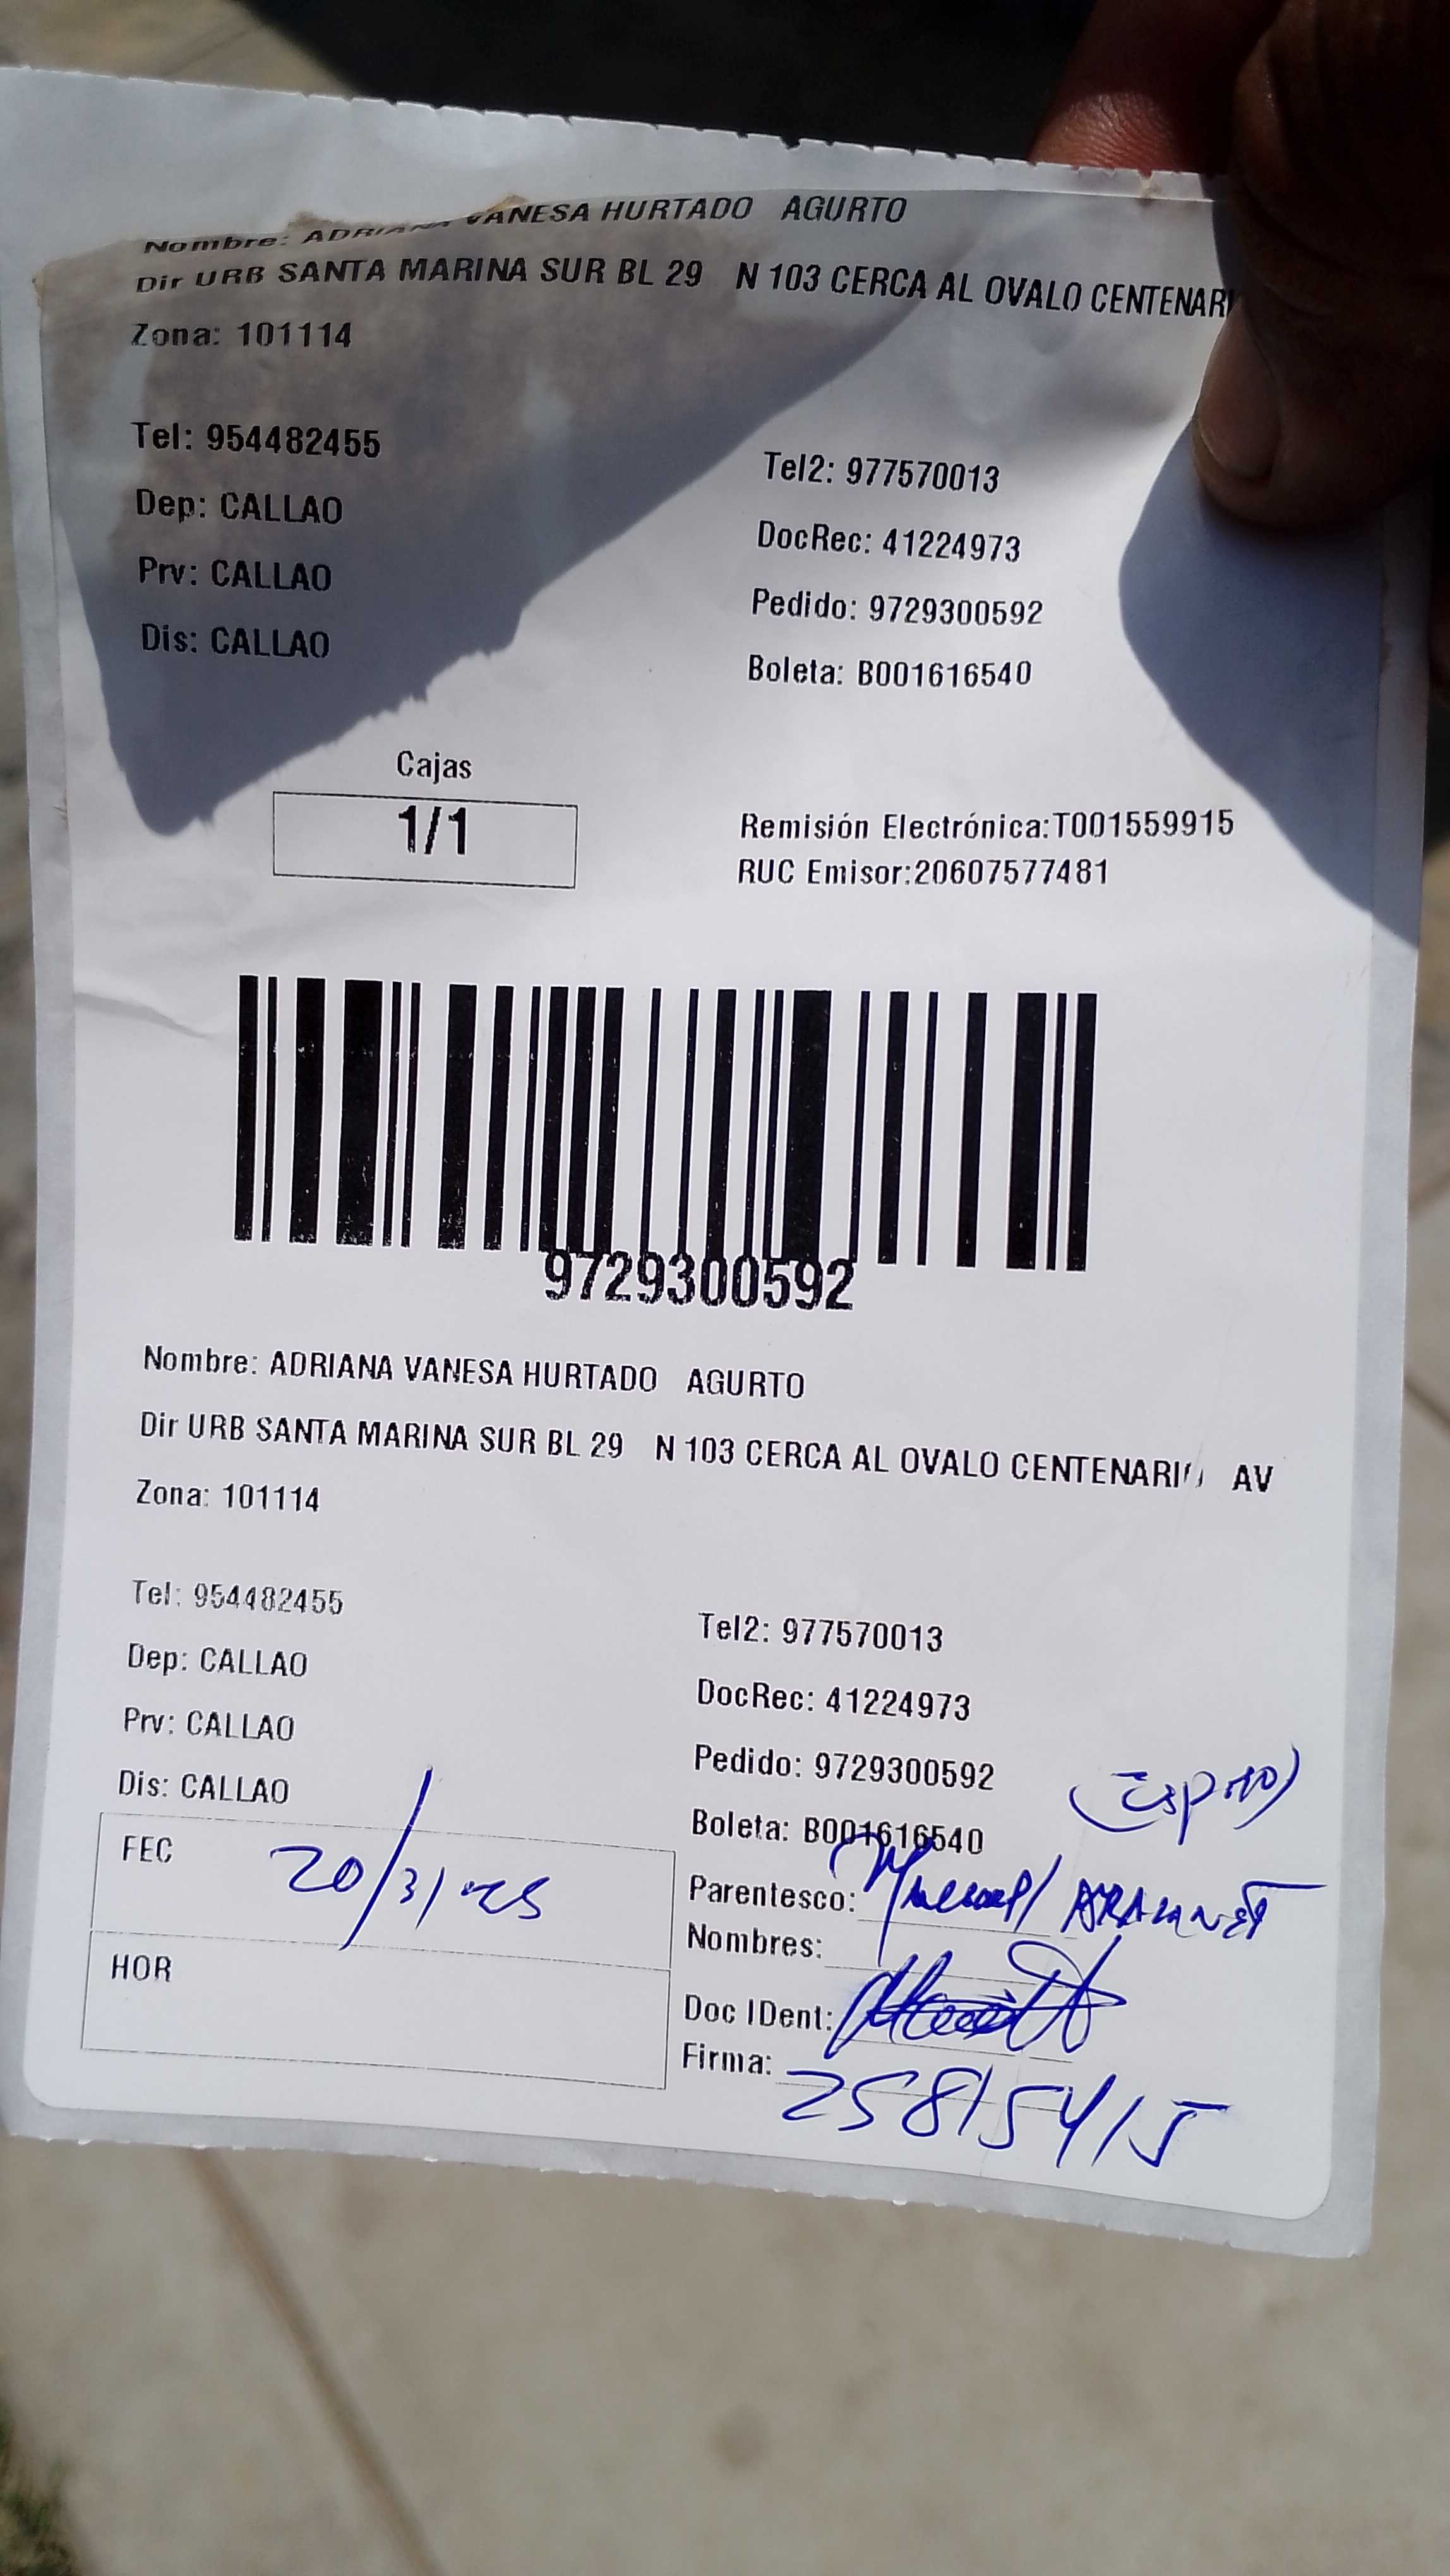 Nombre: ADRIANA VANESA HURTADO AGURTO
Dir URB SANTA MARINA SUR BL 29 N 103 CERCA AL OVALO CENTENARI
Zona: 101114
Tel: 954482455
Tel2: 977570013
Dep: CALLAO
DocRec: 41224973
Prv: CALLAO
Pedido: 9729300592
Dis: CALLAO
Boleta: B001616540
Cajas
1/1
Remisión Electrónica:T001559915
RUC Emisor:20607577481
9729300592
Nombre: ADRIANA VANESA HURTADO AGURTO
Dir URB SANTA MARINA SUR BL 29 N 103 CERCA AL OVALO CENTENARIO AV
Zona: 101114
Tel: 954482455
Tel2: 977570013
Dep: CALLAO
DocRec: 41224973
Prv: CALLAO
Pedido: 9729300592
Dis: CALLAO
Boleta: B001616540
FEC 20/3/25
Parentesco:
Nombres:
HOR
Doc IDent:
Firma: 25815415